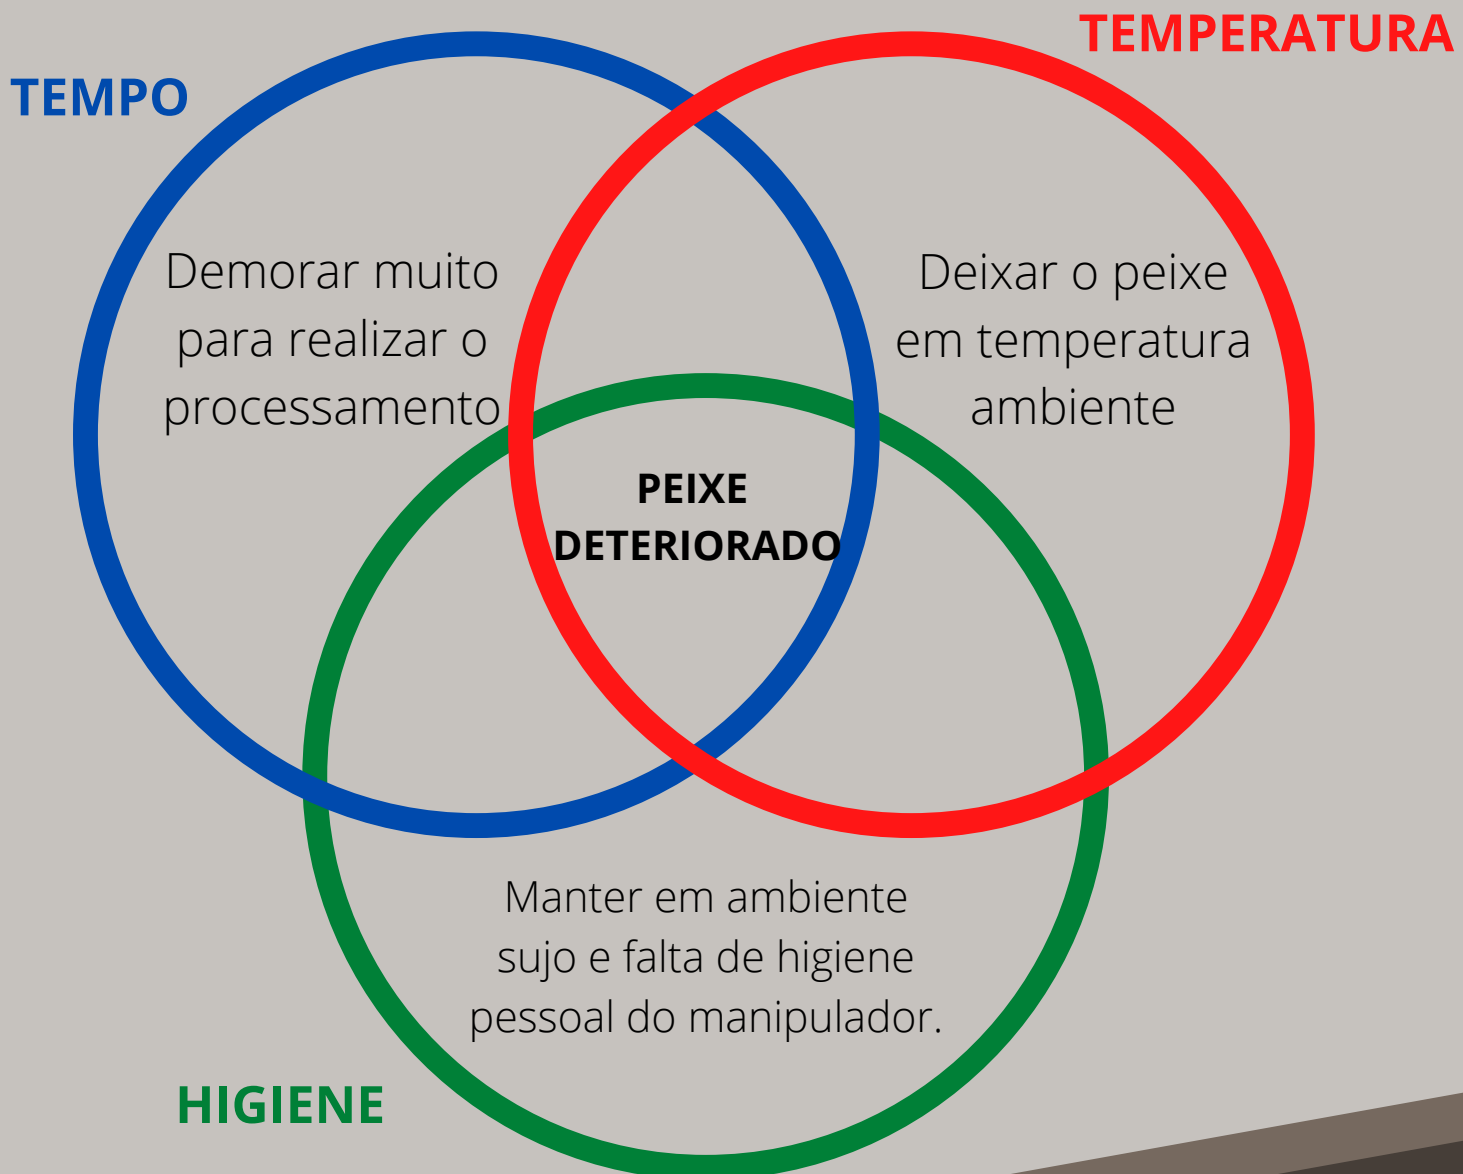 TEMPERATURA
TEMPO
Demorar muito
para realizar o
processamento
Deixar o peixe
em temperatura
ambiente
PEIXE
DETERIORADO
Manter em ambiente
sujo e falta de higiene
pessoal do manipulador.
HIGIENE